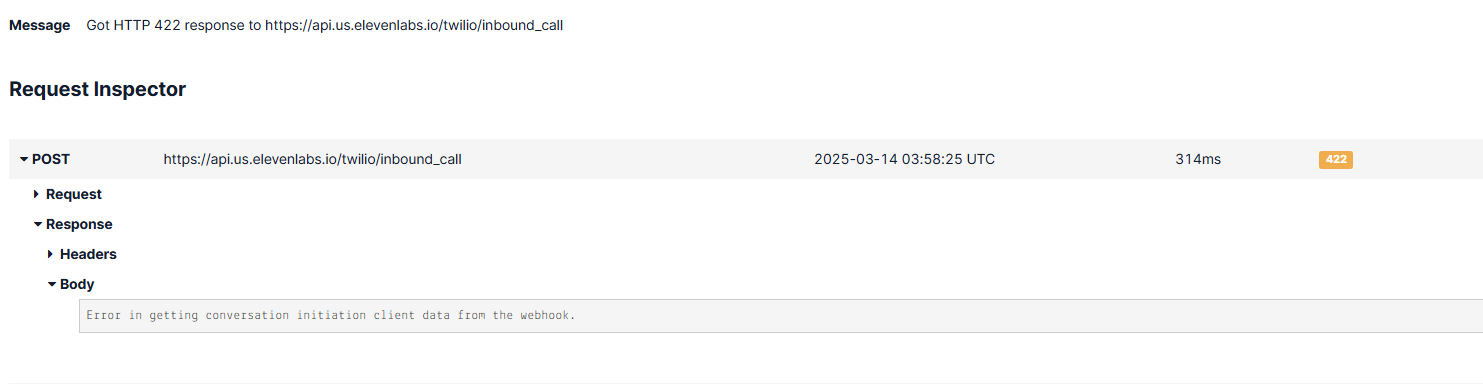 Message Got HTTP 422 response to https://api.us.elevenlabs.io/twilio/inbound_call
Request Inspector
POST https://api.us.elevenlabs.io/twilio/inbound_call 2025-03-14 03:58:25 UTC 314ms 422
Request
Response
Headers
Body
Error in getting conversation initiation client data from the webhook.